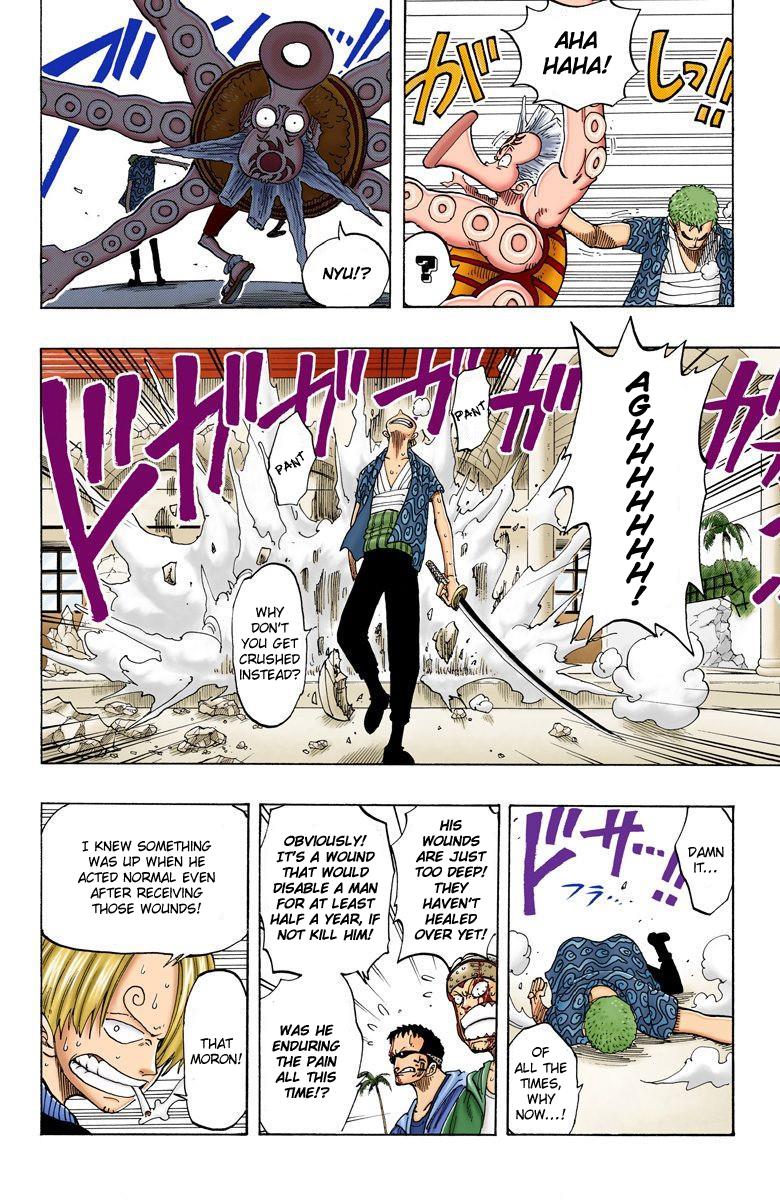 AHA
HAHA!
ガ
しっ!!
?
NYU!?
AGHHHHHHH!
PANT
PANT
ドガガガ
WHY
DON'T
YOU GET
CRUSHED
INSTEAD?
DAMN
IT...
ドサ...!!
フラ....
OF
ALL THE
TIMES,
WHY
NOW...!
HIS
WOUNDS
ARE JUST
TOO DEEP!
THEY
HAVEN'T
HEALED
OVER YET!
OBVIOUSLY!
IT'S A WOUND
THAT WOULD
DISABLE A MAN
FOR AT LEAST
HALF A YEAR, IF
NOT KILL HIM!
WAS HE
ENDURING
THE PAIN
ALL THIS
TIME!?
I KNEW SOMETHING
WAS UP WHEN HE
ACTED NORMAL EVEN
AFTER RECEIVING
THOSE WOUNDS!
THAT
MORON!